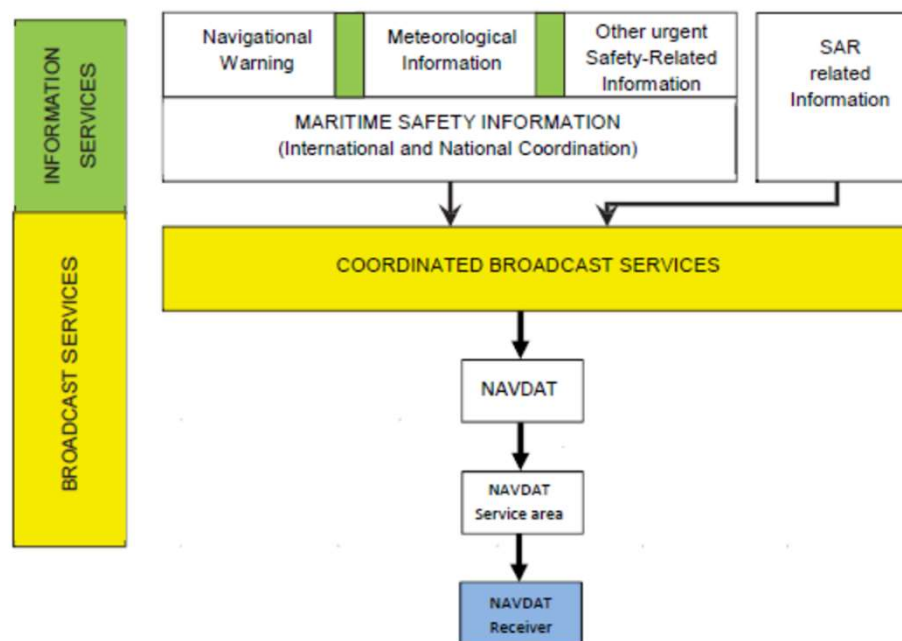 INFORMATION
SERVICES
Navigational
Warning
Meteorological
Information
Other urgent
Safety-Related
Information
SAR
related
Information
MARITIME SAFETY INFORMATION
(International and National Coordination)
BROADCAST SERVICES
COORDINATED BROADCAST SERVICES
NAVDAT
NAVDAT
Service area
NAVDAT
Receiver